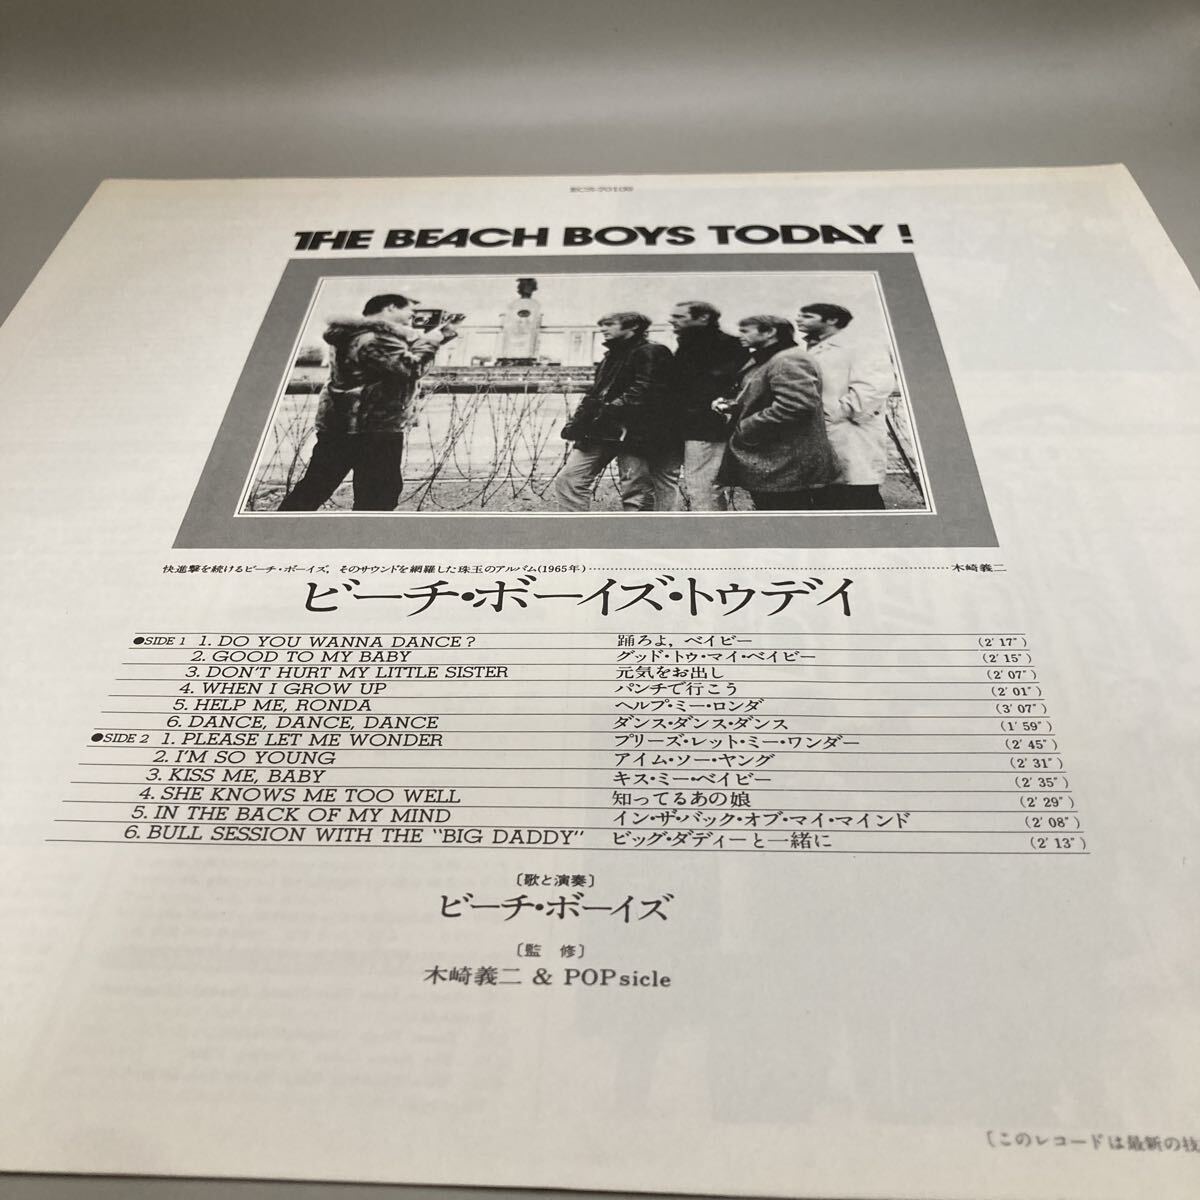 THE BEACH BOYS TODAY!
快進撃を続けるビーチ・ボーイズ，そのサウンドを網羅した珠玉のアルバム(1965年)……木崎義二
ビーチ・ボーイズ・トゥデイ
●SIDE 1 1. DO YOU WANNA DANCE? 踊ろよ，ベイビー (2′17″)
2. GOOD TO MY BABY グッド・トゥ・マイ・ベイビー (2′15″)
3. DON'T HURT MY LITTLE SISTER 元気をお出し (2′07″)
4. WHEN I GROW UP パンチで行こう (2′01″)
5. HELP ME, RONDA ヘルプ・ミー・ロンダ (3′07″)
6. DANCE, DANCE, DANCE ダンス・ダンス・ダンス (1′59″)
●SIDE 2 1. PLEASE LET ME WONDER プリーズ・レット・ミー・ワンダー (2′45″)
2. I'M SO YOUNG アイム・ソー・ヤング (2′31″)
3. KISS ME, BABY キス・ミー・ベイビー (2′35″)
4. SHE KNOWS ME TOO WELL 知ってるあの娘 (2′29″)
5. IN THE BACK OF MY MIND イン・ザ・バック・オブ・マイ・マインド (2′08″)
6. BULL SESSION WITH THE "BIG DADDY" ビッグ・ダディーと一緒に (2′13″)
〔歌と演奏〕
ビーチ・ボーイズ
〔監 修〕
木崎義二 & POPsicle
〔このレコードは最新の技